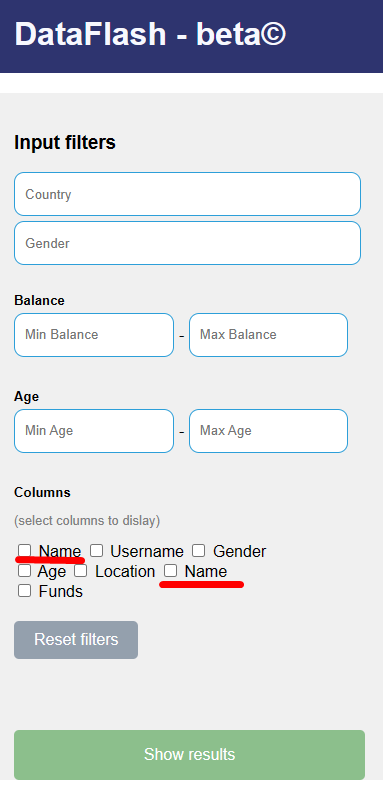 DataFlash - beta©
Input filters
Country
Gender
Balance
Min Balance - Max Balance
Age
Min Age - Max Age
Columns
(select columns to dislay)
Name Username Gender
Age Location Name
Funds
Reset filters
Show results